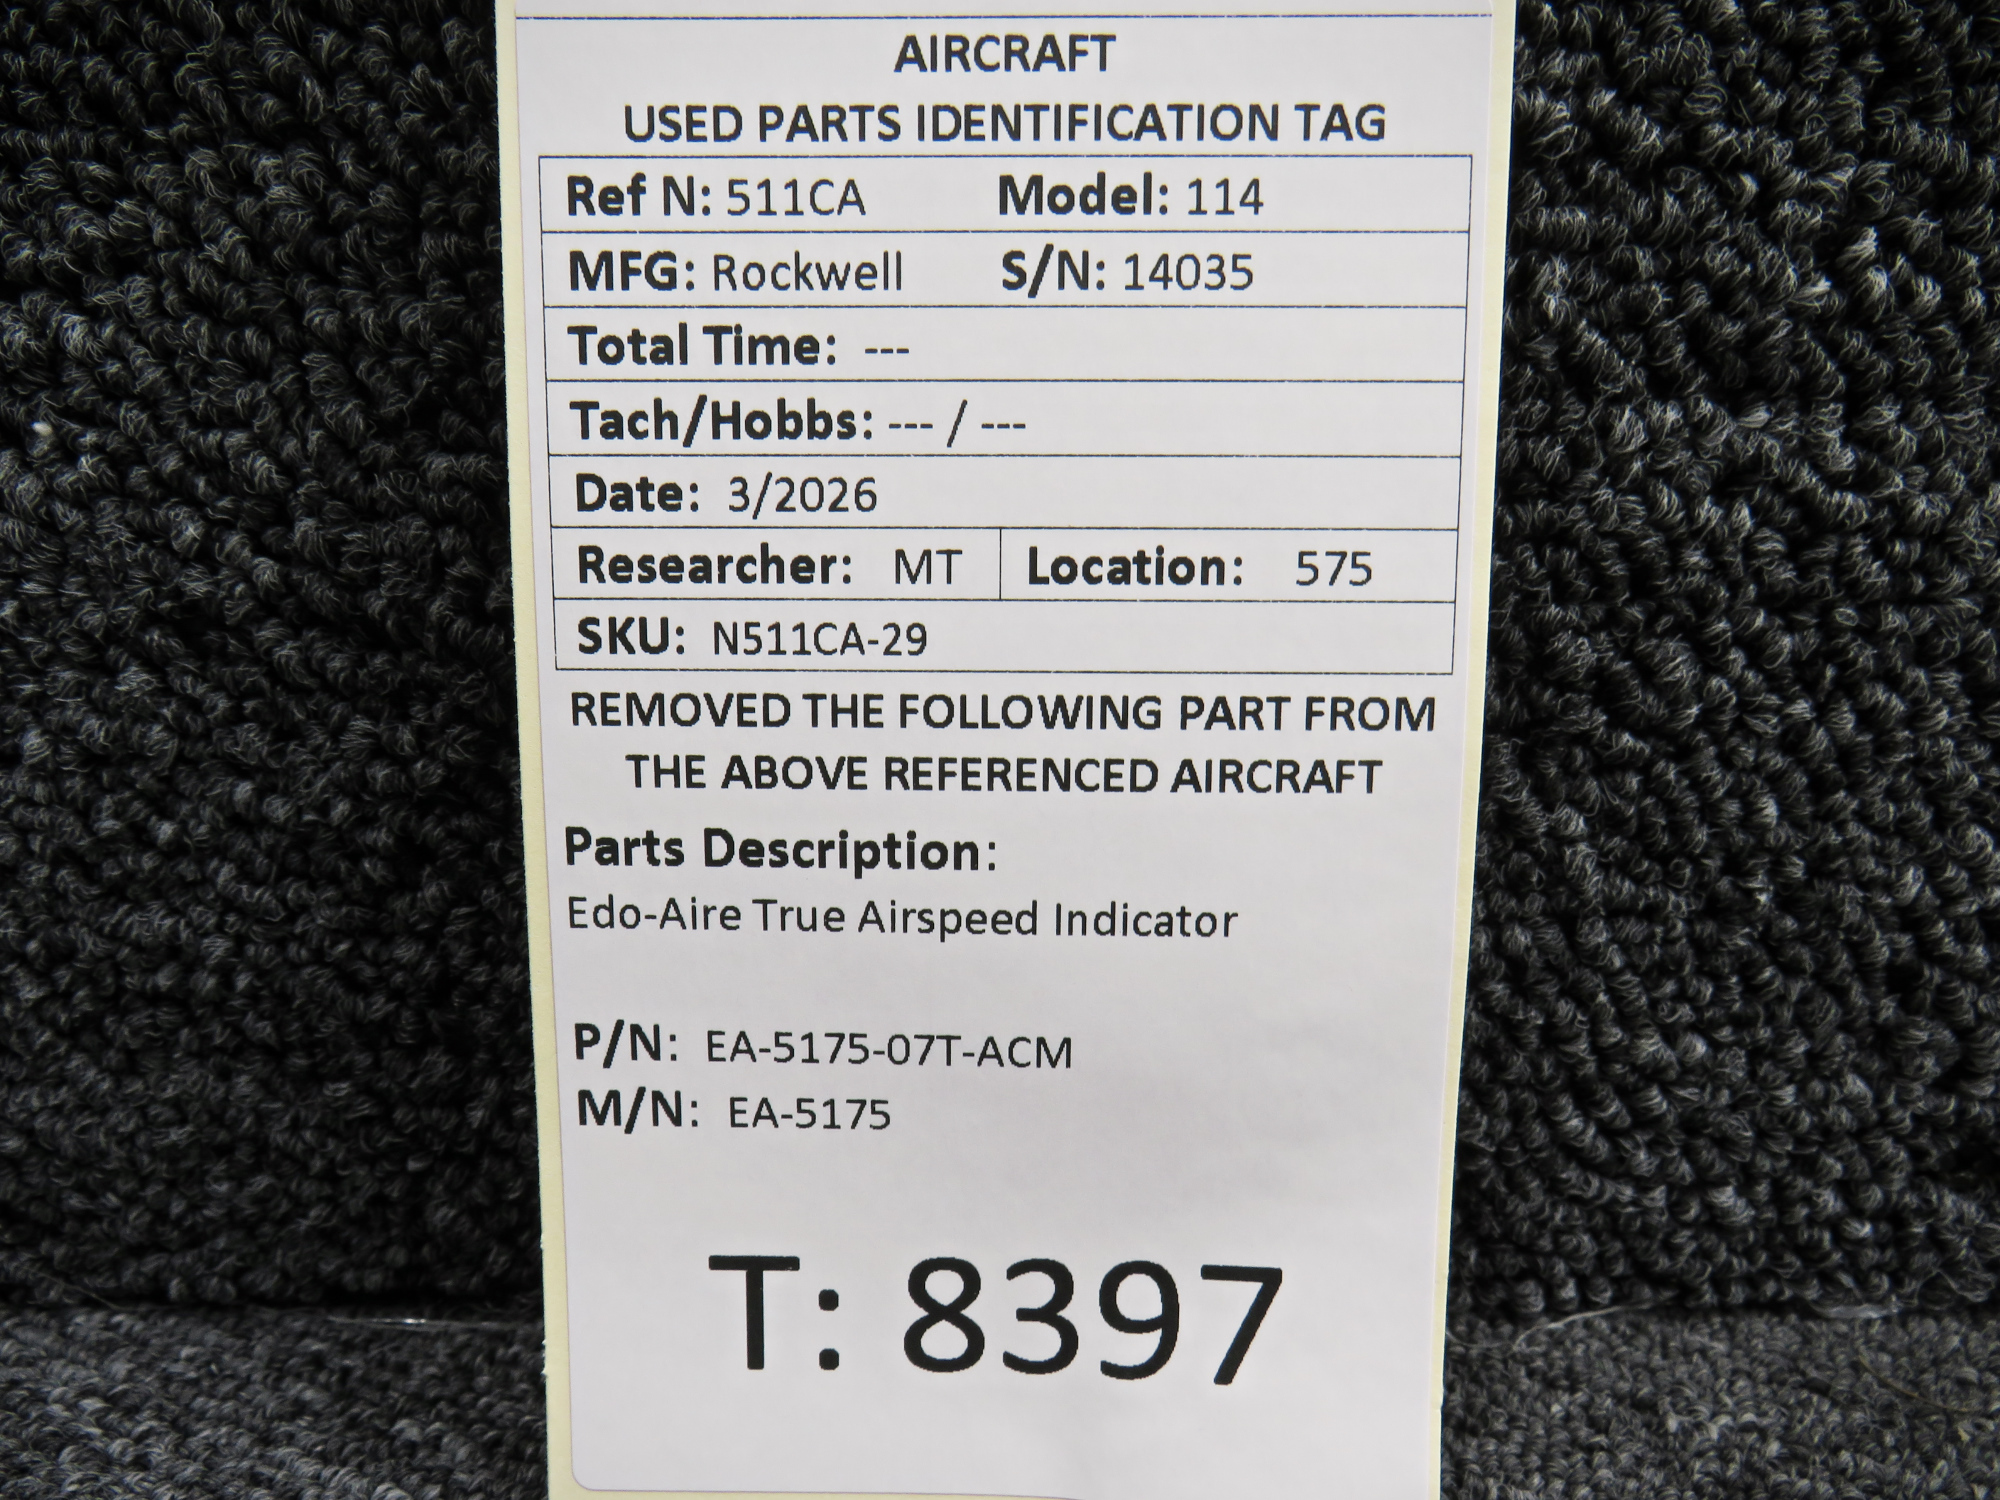 AIRCRAFT
USED PARTS IDENTIFICATION TAG
Ref N: 511CA Model: 114
MFG: Rockwell S/N: 14035
Total Time: ---
Tach/Hobbs: --- / ---
Date: 3/2026
Researcher: MT Location: 575
SKU: N511CA-29
REMOVED THE FOLLOWING PART FROM
THE ABOVE REFERENCED AIRCRAFT
Parts Description:
Edo-Aire True Airspeed Indicator
P/N: EA-5175-07T-ACM
M/N: EA-5175
T: 8397